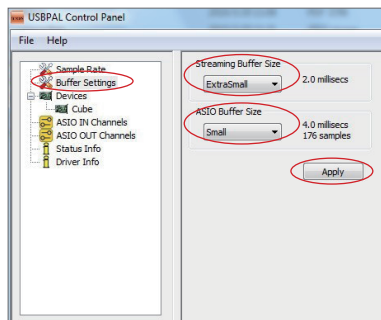 USBPAL Control Panel
File Help
Sample Rate
Buffer Settings
Devices
Cube
ASIO IN Channels
ASIO OUT Channels
Status Info
Driver Info
Streaming Buffer Size
ExtraSmall
2.0 millisecs
ASIO Buffer Size
Small
4.0 millisecs
176 samples
Apply